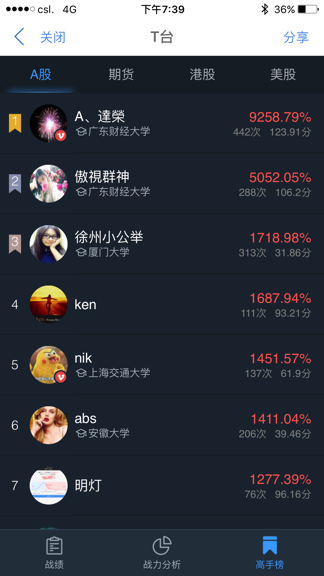 csl. 4G 下午7:39 36%
关闭 T台 分享
A股 期货 港股 美股
1 A、達榮 9258.79%
广东财经大学 442次 123.91分
2 傲視群神 5052.05%
广东财经大学 288次 106.2分
3 徐州小公举 1718.98%
厦门大学 313次 31.86分
4 ken 1687.94%
111次 93.21分
5 nik 1451.57%
上海交通大学 137次 61.9分
6 abs 1411.04%
安徽大学 206次 39.46分
7 明灯 1277.39%
76次 96.16分
战绩 战力分析 高手榜